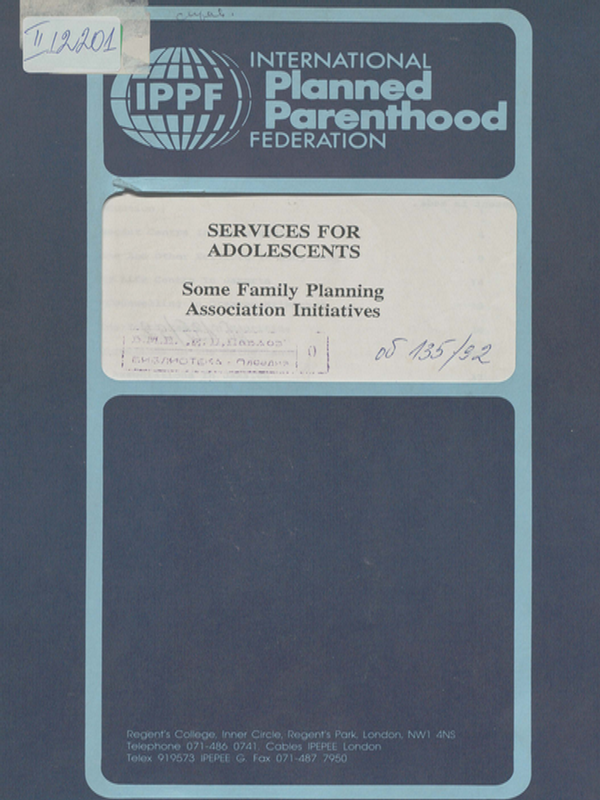 II 12201
IPPF
INTERNATIONAL
Planned
Parenthood
FEDERATION
SERVICES FOR
ADOLESCENTS
Some Family Planning
Association Initiatives
БИБЛИОТЕКА - Пловдив
об 135/92
Regent's College, Inner Circle, Regent's Park, London, NW1 4NS
Telephone 071-486 0741. Cables IPEPEE London
Telex 919573 IPEPEE G. Fax 071-487 7950